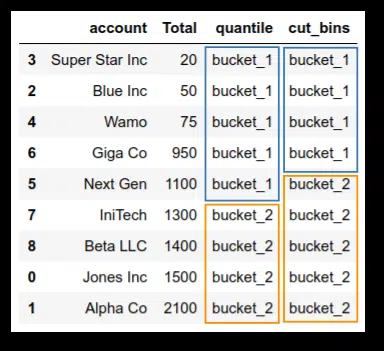 account Total quantile cut_bins
3 Super Star Inc 20 bucket_1 bucket_1
2 Blue Inc 50 bucket_1 bucket_1
4 Wamo 75 bucket_1 bucket_1
6 Giga Co 950 bucket_1 bucket_1
5 Next Gen 1100 bucket_1 bucket_2
7 IniTech 1300 bucket_2 bucket_2
8 Beta LLC 1400 bucket_2 bucket_2
0 Jones Inc 1500 bucket_2 bucket_2
1 Alpha Co 2100 bucket_2 bucket_2